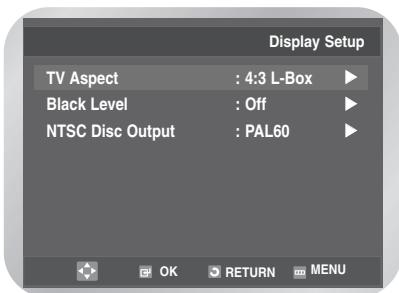 Display Setup
TV Aspect : 4:3 L-Box
Black Level : Off
NTSC Disc Output : PAL60
OK RETURN MENU